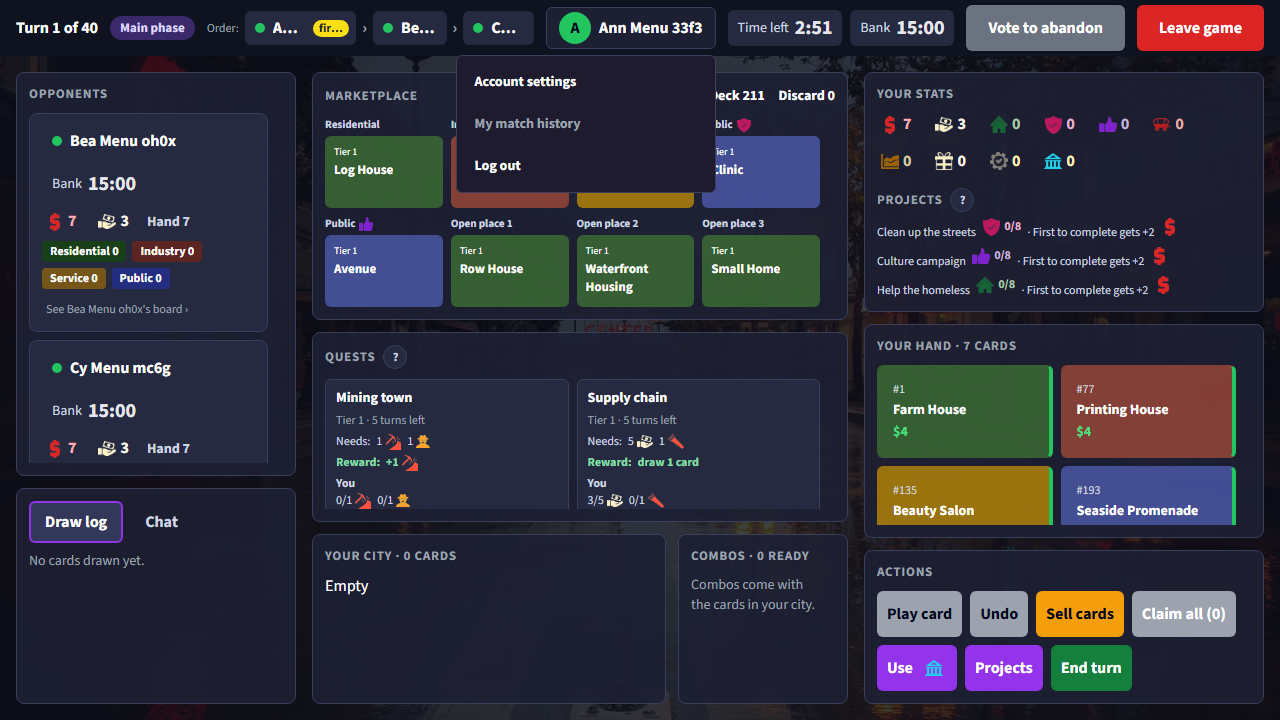 Turn 1 of 40
Main phase
Order:
A...
fir...
›
Be...
›
C...
A
Ann Menu 33f3
Time left 2:51
Bank 15:00
Vote to abandon
Leave game
Account settings
My match history
Log out
OPPONENTS
Bea Menu oh0x
Bank 15:00
7
3
Hand 7
Residential 0
Industry 0
Service 0
Public 0
See Bea Menu oh0x's board ›
Cy Menu mc6g
Bank 15:00
7
3
Hand 7
Draw log
Chat
No cards drawn yet.
MARKETPLACE
Deck 211
Discard 0
Residential
Tier 1
Log House
Tier 1
Clinic
Public
Tier 1
Avenue
Open place 1
Tier 1
Row House
Open place 2
Tier 1
Waterfront
Housing
Open place 3
Tier 1
Small Home
QUESTS
?
Mining town
Tier 1 · 5 turns left
Needs: 1 1
Reward: +1
You
0/1 0/1
Supply chain
Tier 1 · 5 turns left
Needs: 5 1
Reward: draw 1 card
You
3/5 0/1
YOUR CITY · 0 CARDS
Empty
COMBOS · 0 READY
Combos come with
the cards in your city.
YOUR STATS
7
3
0
0
0
0
0
0
0
0
PROJECTS
?
Clean up the streets 0/8 · First to complete gets +2
Culture campaign 0/8 · First to complete gets +2
Help the homeless 0/8 · First to complete gets +2
YOUR HAND · 7 CARDS
#1
Farm House
$4
#77
Printing House
$4
#135
Beauty Salon
#193
Seaside Promenade
ACTIONS
Play card
Undo
Sell cards
Claim all (0)
Use
Projects
End turn